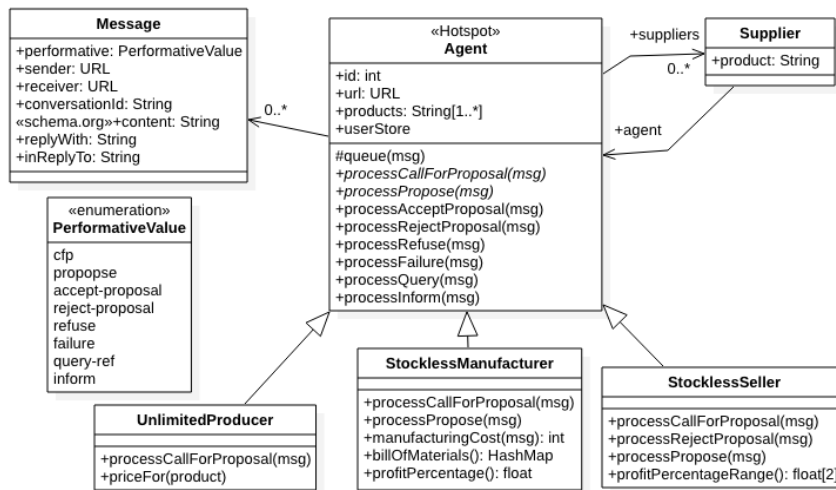 Message
+performative: PerformativeValue
+sender: URL
+receiver: URL
+conversationId: String
«schema.org»+content: String
+replyWith: String
+inReplyTo: String
0..*
«Hotspot»
Agent
+id: int
+url: URL
+products: String[1..*]
+userStore
#queue(msg)
+processCallForProposal(msg)
+processPropose(msg)
+processAcceptProposal(msg)
+processRejectProposal(msg)
+processRefuse(msg)
+processFailure(msg)
+processQuery(msg)
+processInform(msg)
+suppliers
0..*
Supplier
+product: String
+agent
«enumeration»
PerformativeValue
cfp
propopse
accept-proposal
reject-proposal
refuse
failure
query-ref
inform
UnlimitedProducer
+processCallForProposal(msg)
+priceFor(product)
StocklessManufacturer
+processCallForProposal(msg)
+processPropose(msg)
+manufacturingCost(msg): int
+billOfMaterials(): HashMap
+profitPercentage(): float
StocklessSeller
+processCallForProposal(msg)
+processRejectProposal(msg)
+processPropose(msg)
+profitPercentageRange(): float[2]